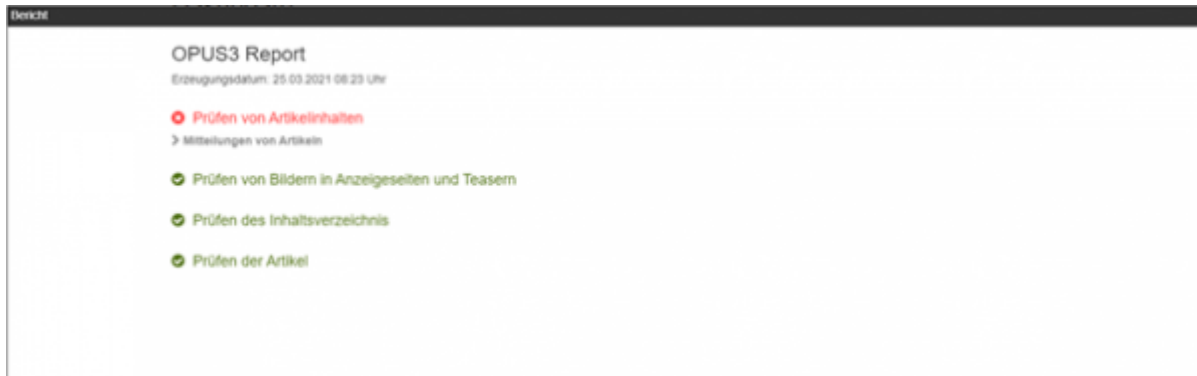 Bericht
OPUS3 Report
Erzeugungsdatum: 25.03.2021 08:23 Uhr
Prüfen von Artikelinhalten
Mitteilungen von Artikeln
Prüfen von Bildern in Anzeigeseiten und Teasern
Prüfen des Inhaltsverzeichnis
Prüfen der Artikel